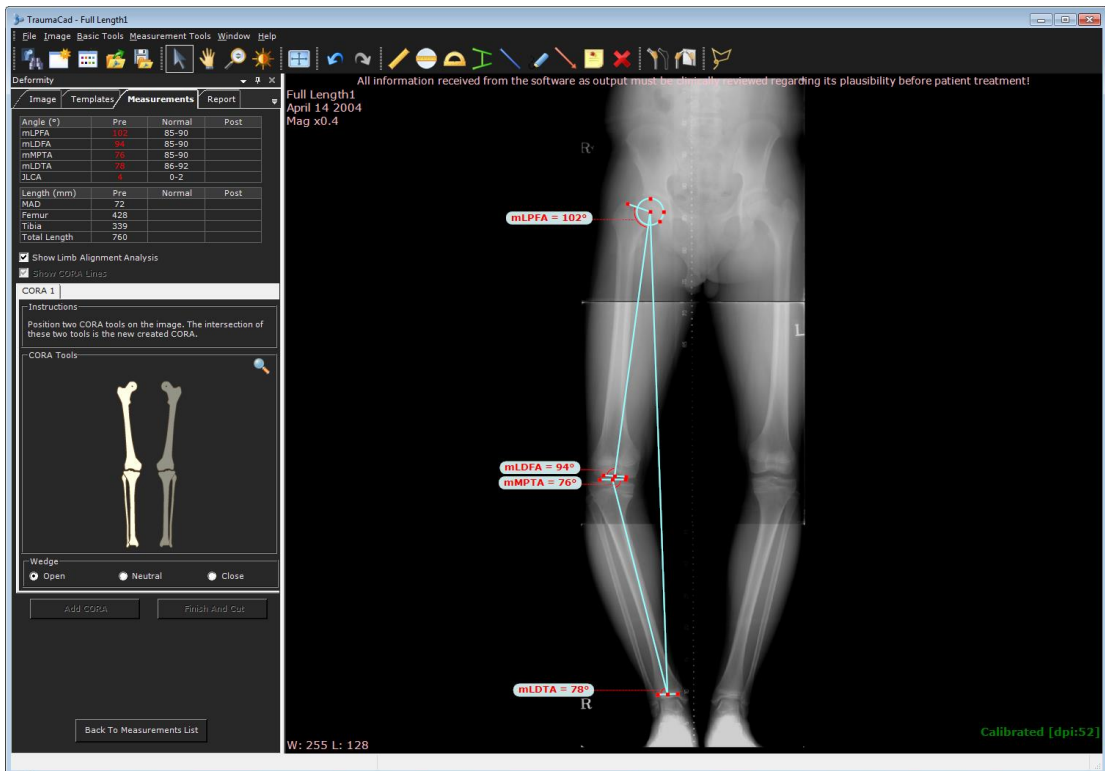 TraumaCad - Full Length1
File Image Basic Tools Measurement Tools Window Help
Deformity
Image Templates Measurements Report
Angle (°) Pre Normal Post
mLPFA 102 85-90
mLDFA 94 85-90
mMPTA 76 85-90
mLDTA 78 86-92
JLCA 4 0-2
Length (mm) Pre Normal Post
MAD 72
Femur 428
Tibia 339
Total Length 760
Show Limb Alignment Analysis
Show CORA Lines
CORA 1
Instructions
Position two CORA tools on the image. The intersection of
these two tools is the new created CORA.
CORA Tools
Wedge
Open Neutral Close
Add CORA Finish And Cut
Back To Measurements List
All information received from the software as output must be clinically reviewed regarding its plausibility before patient treatment!
Full Length1
April 14 2004
Mag x0.4
R
mLPFA = 102°
L
mLDFA = 94°
mMPTA = 76°
mLDTA = 78°
R
Calibrated [dpi:52]
W: 255 L: 128